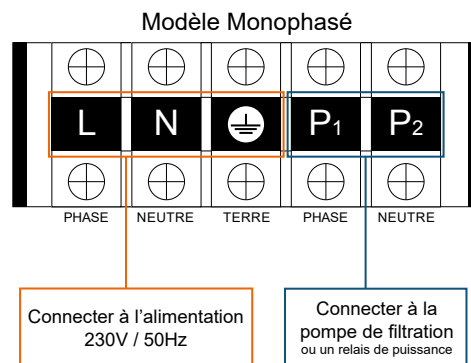 Modèle Monophasé
L N P1 P2
PHASE NEUTRE TERRE PHASE NEUTRE
Connecter à l'alimentation
230V / 50Hz
Connecter à la
pompe de filtration
ou un relais de puissance